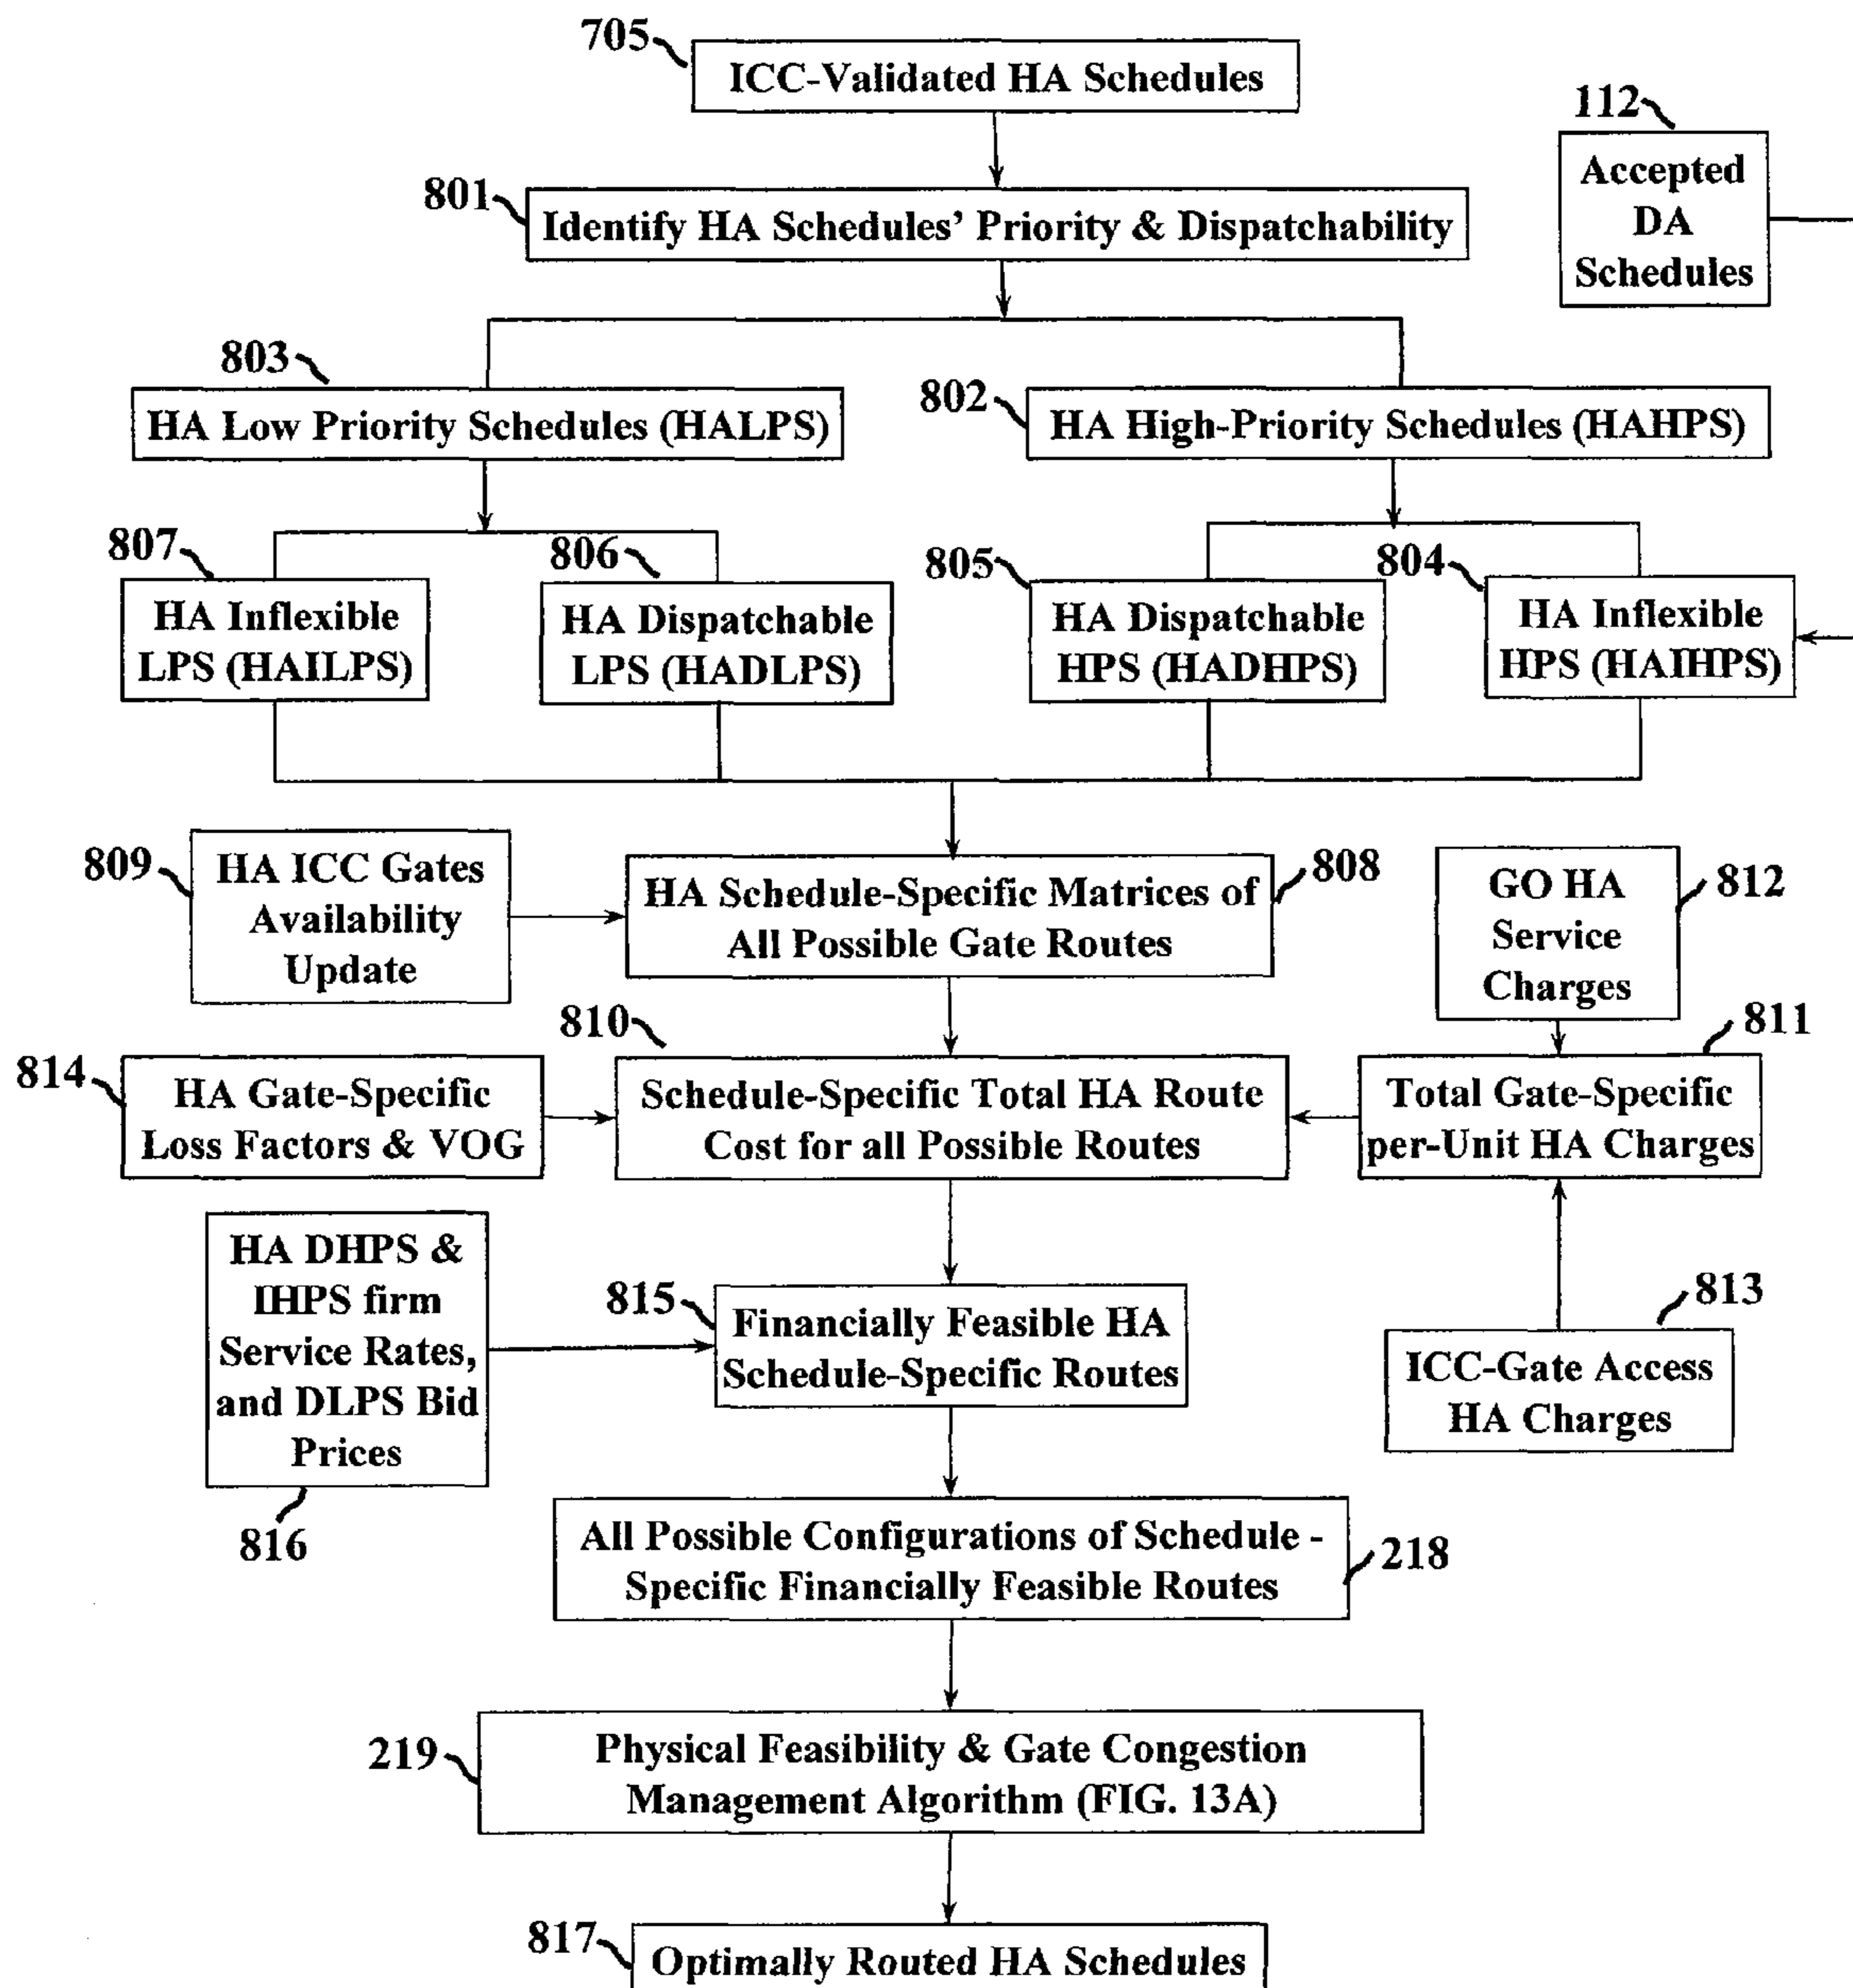 705
ICC-Validated HA Schedules
112
Accepted
DA
Schedules
801
Identify HA Schedules' Priority & Dispatchability
803
HA Low Priority Schedules (HALPS)
802
HA High-Priority Schedules (HAHPS)
807
HA Inflexible
LPS (HAILPS)
806
HA Dispatchable
LPS (HADLPS)
805
HA Dispatchable
HPS (HADHPS)
804
HA Inflexible
HPS (HAIHPS)
809
HA ICC Gates
Availability
Update
HA Schedule-Specific Matrices of
All Possible Gate Routes
808
GO HA
Service
Charges
812
814
HA Gate-Specific
Loss Factors & VOG
810
Schedule-Specific Total HA Route
Cost for all Possible Routes
811
Total Gate-Specific
per-Unit HA Charges
HA DHPS &
IHPS firm
Service Rates,
and DLPS Bid
Prices
816
815
Financially Feasible HA
Schedule-Specific Routes
813
ICC-Gate Access
HA Charges
All Possible Configurations of Schedule -
Specific Financially Feasible Routes
218
219
Physical Feasibility & Gate Congestion
Management Algorithm (FIG. 13A)
817
Optimally Routed HA Schedules